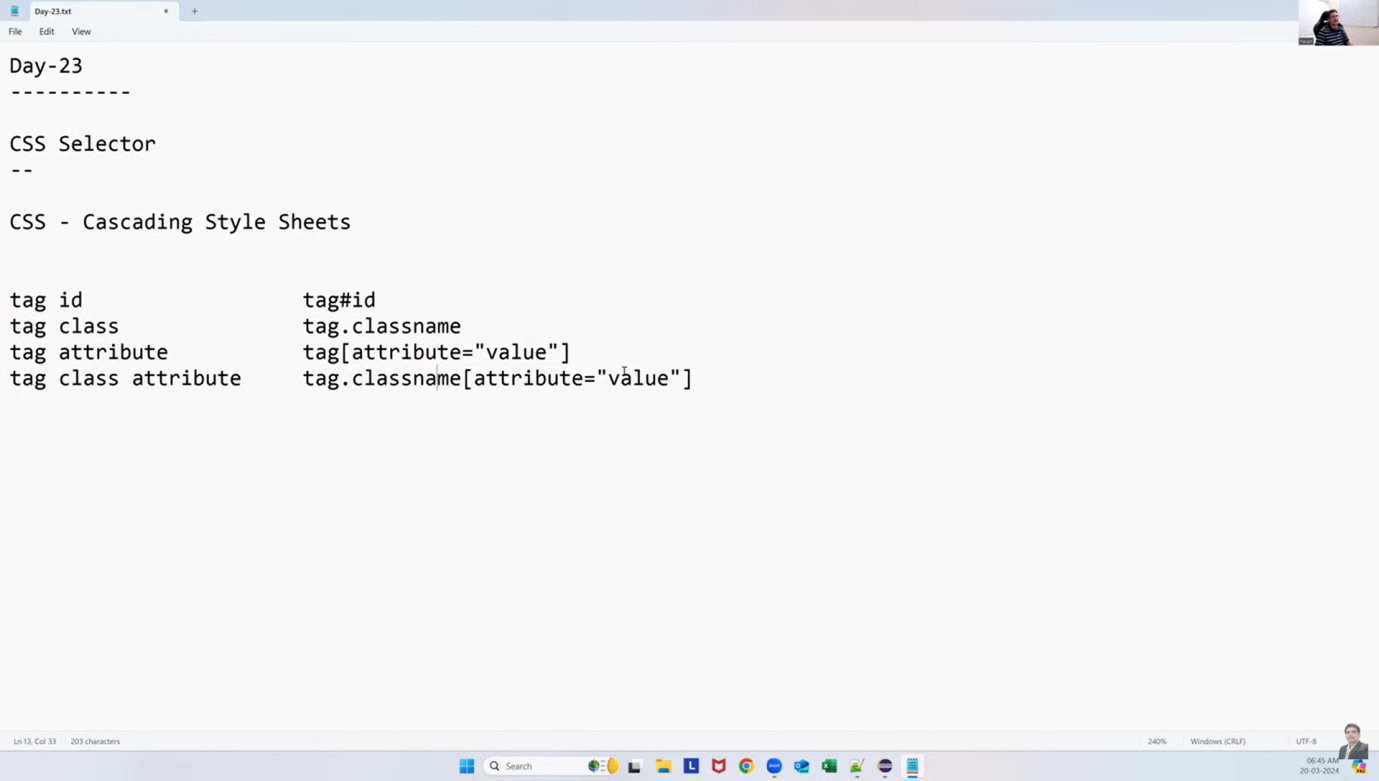 Day-23.txt
File Edit View
Day-23
----------
CSS Selector
--
CSS - Cascading Style Sheets
tag id tag#id
tag class tag.classname
tag attribute tag[attribute="value"]
tag class attribute tag.classname[attribute="value"]
Ln 13, Col 33 203 characters 240% Windows (CRLF) UTF-8
Search
06:45 AM
20-03-2024